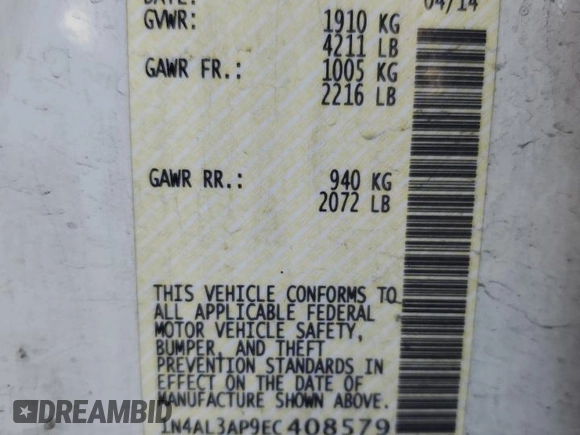 DATE: 04/14
GVWR: 1910 KG
4211 LB
GAWR FR.: 1005 KG
2216 LB
GAWR RR.: 940 KG
2072 LB
THIS VEHICLE CONFORMS TO
ALL APPLICABLE FEDERAL
MOTOR VEHICLE SAFETY,
BUMPER, AND THEFT
PREVENTION STANDARDS IN
EFFECT ON THE DATE OF
MANUFACTURE SHOWN ABOVE.
1N4AL3AP9EC408579
DREAMBID
DREAMBID